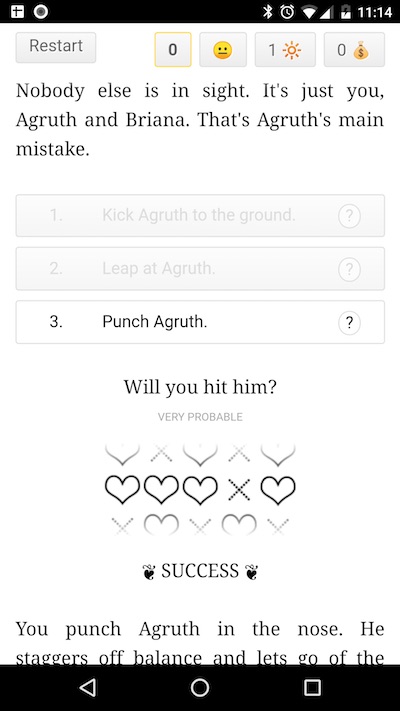 11:14
Restart
0
1
0
Nobody else is in sight. It's just you,
Agruth and Briana. That's Agruth's main
mistake.
1. Kick Agruth to the ground. ?
2. Leap at Agruth. ?
3. Punch Agruth. ?
Will you hit him?
VERY PROBABLE
SUCCESS
You punch Agruth in the nose. He
staggers off balance and lets go of the